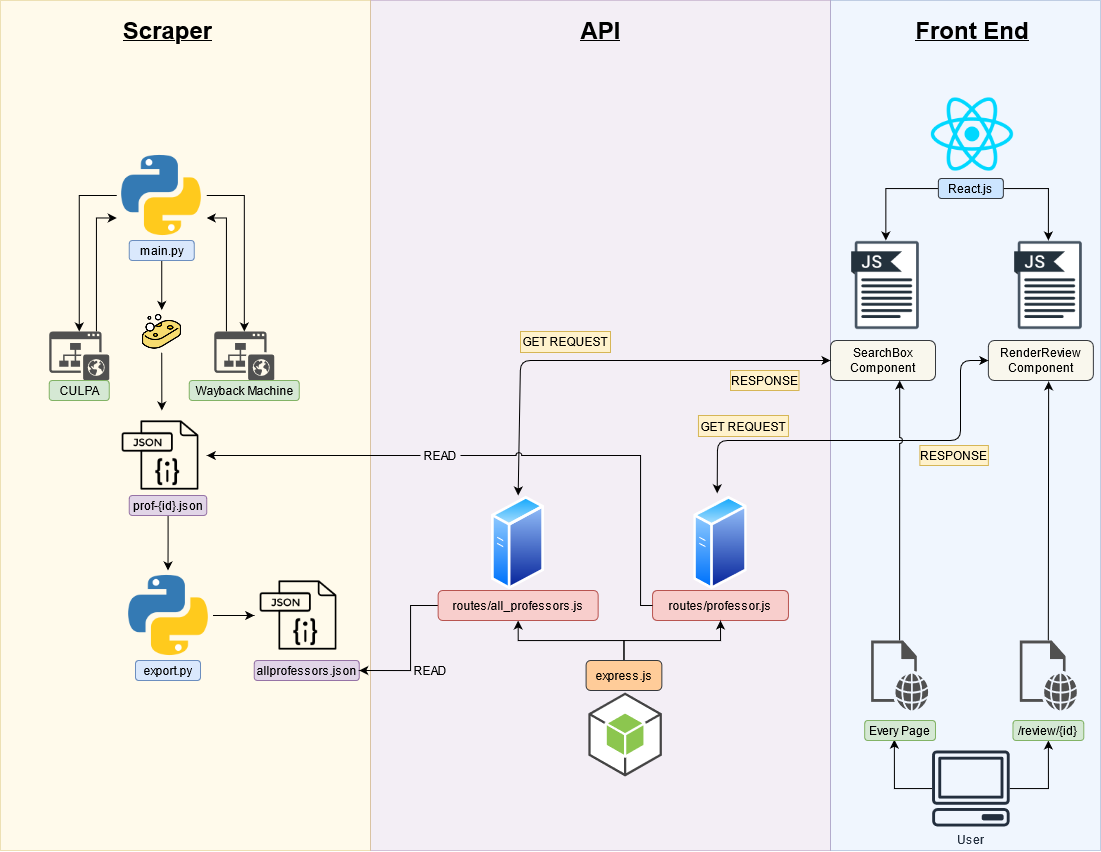 Scraper
API
Front End
React.js
main.py
JS
JS
GET REQUEST
SearchBox
Component
RenderReview
Component
RESPONSE
CULPA
Wayback Machine
GET REQUEST
JSON
{i}
READ
RESPONSE
prof-{id}.json
JSON
{i}
routes/all_professors.js
routes/professor.js
export.py
allprofessors.json
READ
express.js
Every Page
/review/{id}
User